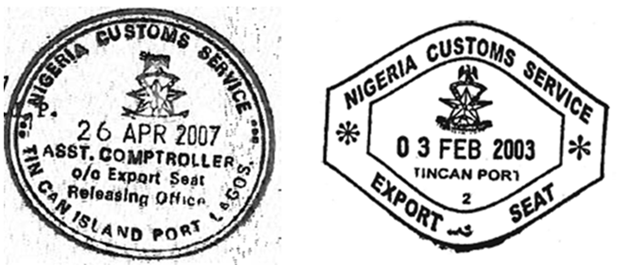 NIGERIA CUSTOMS SERVICE
26 APR 2007
ASST. COMPTROLLER
o/o Export Seat
Releasing Office
TIN CAN ISLAND PORT LAGOS.
NIGERIA CUSTOMS SERVICE
03 FEB 2003
TINCAN PORT
2
EXPORT SEAT